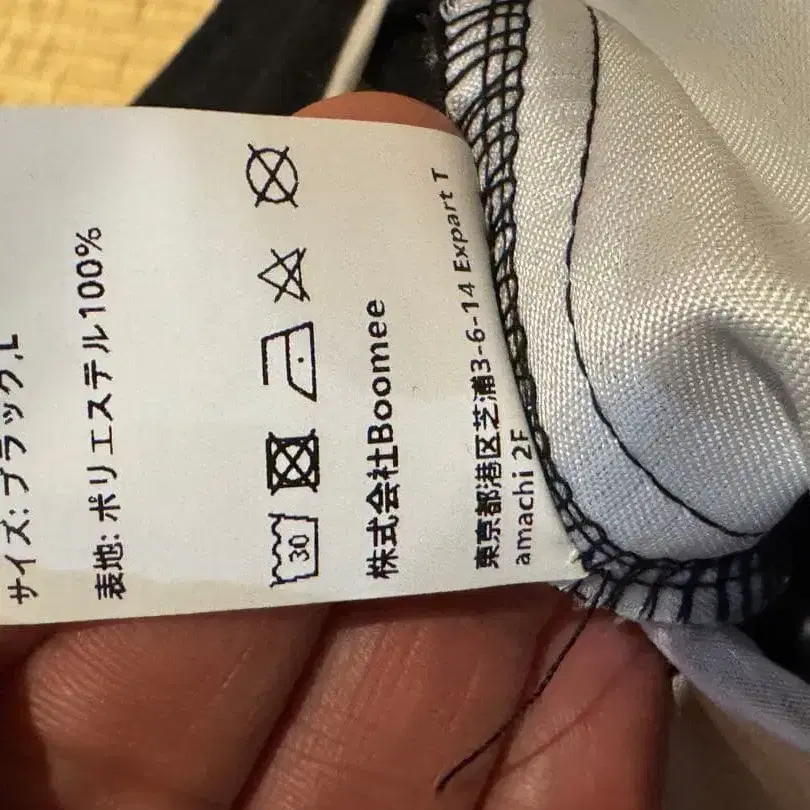 サイズ: ブラック,L
表地: ポリエステル100%
30
株式会社Boomee
東京都港区芝浦3-6-14 Expart T
amachi 2F